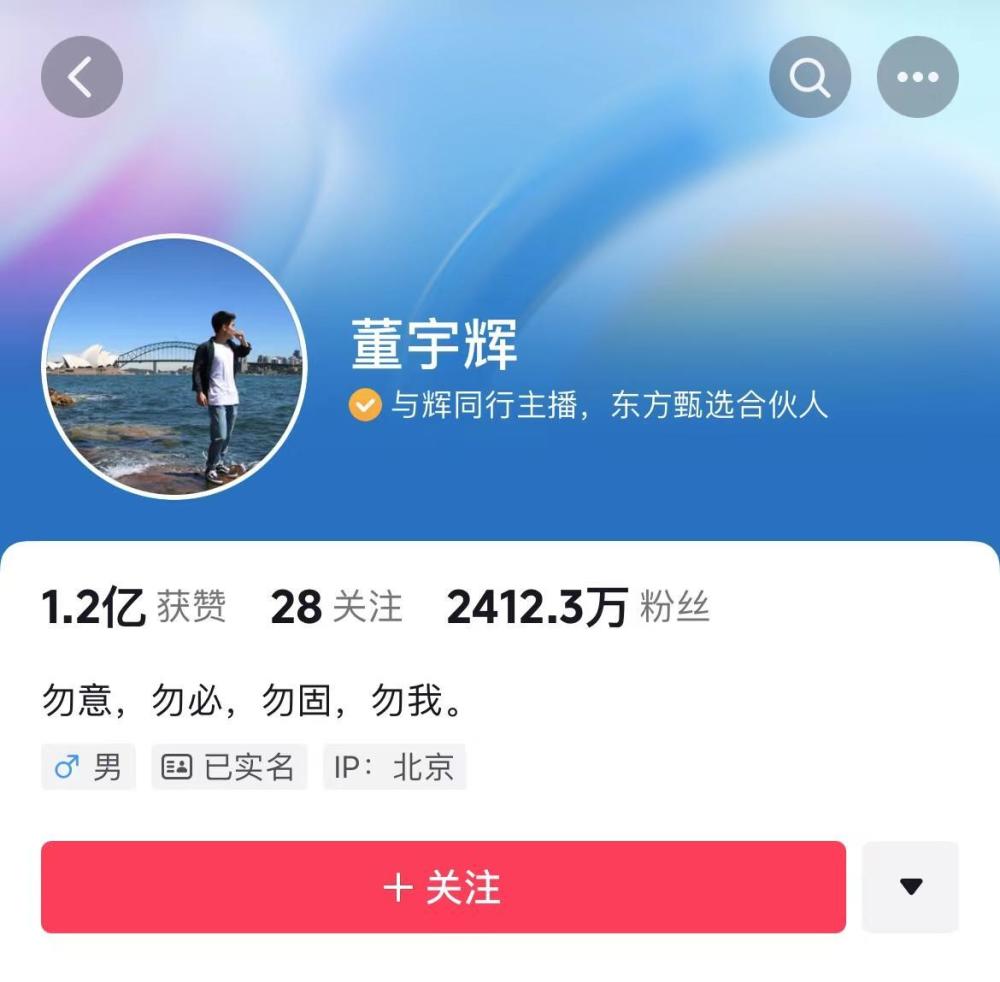 董宇辉
与辉同行主播，东方甄选合伙人
1.2亿 获赞 28 关注 2412.3万 粉丝
勿意，勿必，勿固，勿我。
男 已实名 IP：北京
＋关注